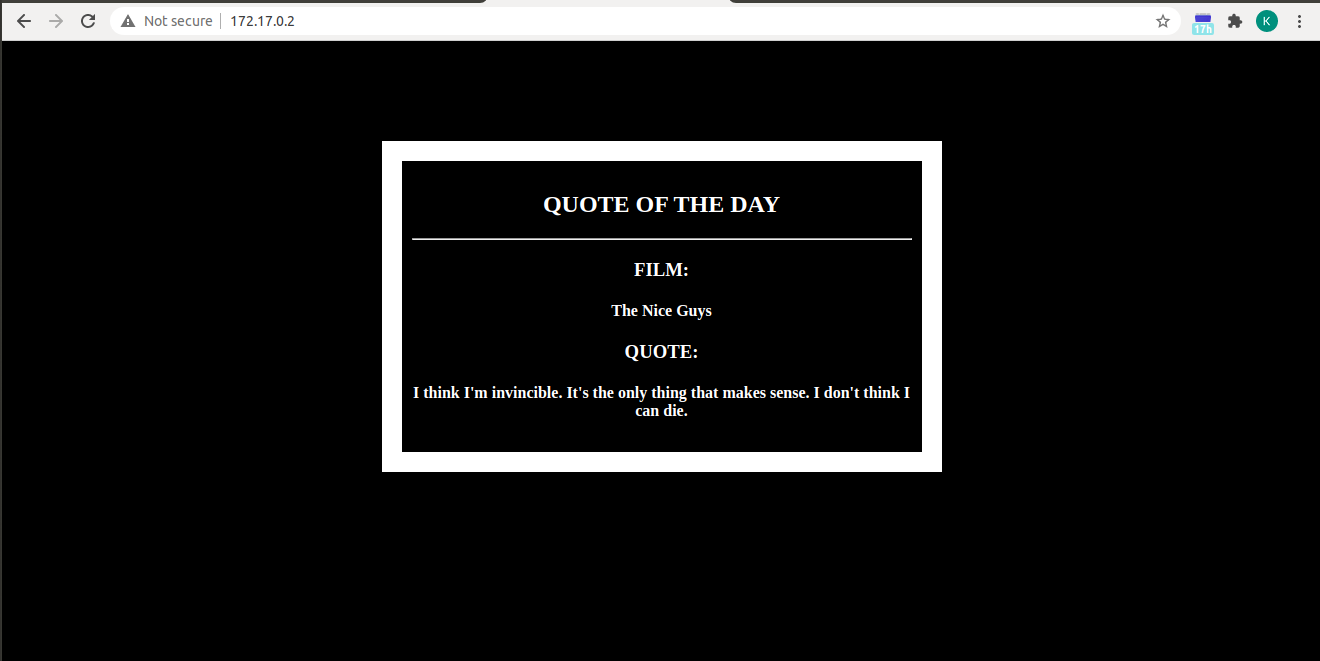 Not secure 172.17.0.2
17h
K
QUOTE OF THE DAY
FILM:
The Nice Guys
QUOTE:
I think I'm invincible. It's the only thing that makes sense. I don't think I
can die.